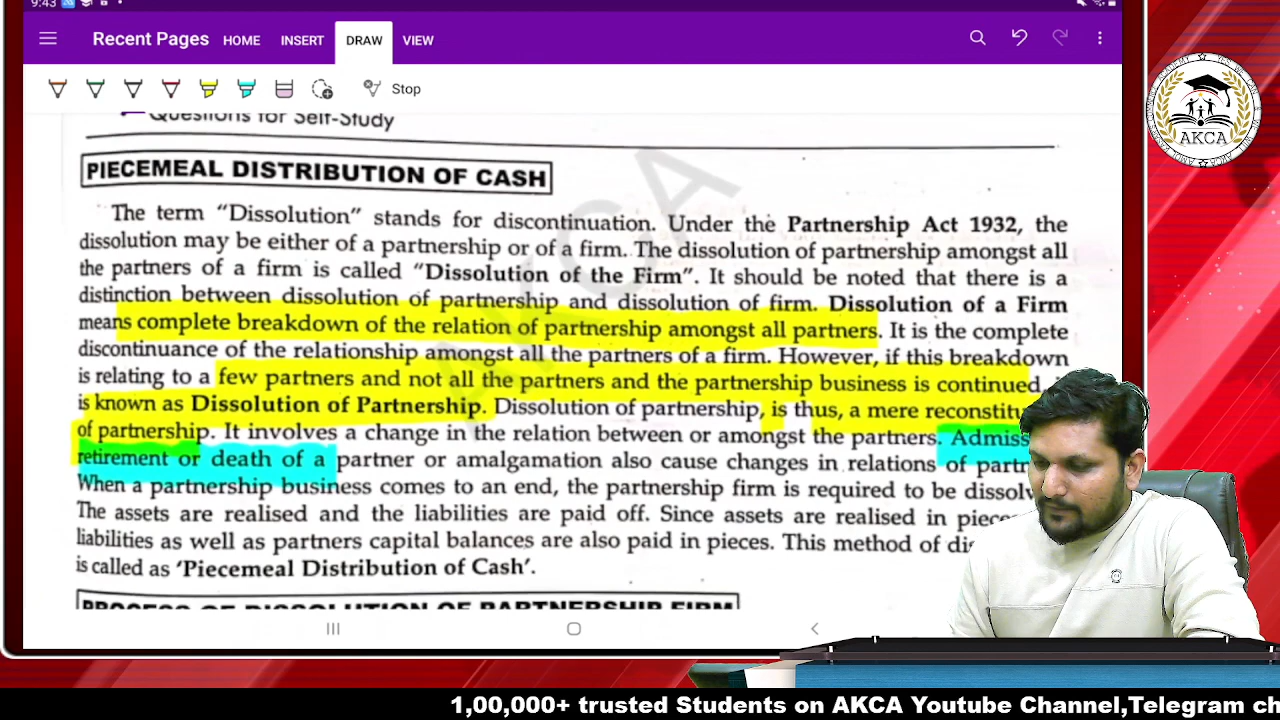 9:43
Recent Pages HOME INSERT DRAW VIEW
Stop
Questions for Self-Study
PIECEMEAL DISTRIBUTION OF CASH
The term "Dissolution" stands for discontinuation. Under the Partnership Act 1932, the
dissolution may be either of a partnership or of a firm. The dissolution of partnership amongst all
the partners of a firm is called "Dissolution of the Firm". It should be noted that there is a
distinction between dissolution of partnership and dissolution of firm. Dissolution of a Firm
means complete breakdown of the relation of partnership amongst all partners. It is the complete
discontinuance of the relationship amongst all the partners of a firm. However, if this breakdown
is relating to a few partners and not all the partners and the partnership business is continued,
is known as Dissolution of Partnership. Dissolution of partnership, is thus, a mere reconstitu
of partnership. It involves a change in the relation between or amongst the partners. Admiss
retirement or death of a partner or amalgamation also cause changes in relations of partn
When a partnership business comes to an end, the partnership firm is required to be dissolv
The assets are realised and the liabilities are paid off. Since assets are realised in piece
liabilities as well as partners capital balances are also paid in pieces. This method of dis
is called as 'Piecemeal Distribution of Cash'.
PROCESS OF DISSOLUTION OF PARTNERSHIP FIRM
AKCA
AKCA
1,00,000+ trusted Students on AKCA Youtube Channel,Telegram ch